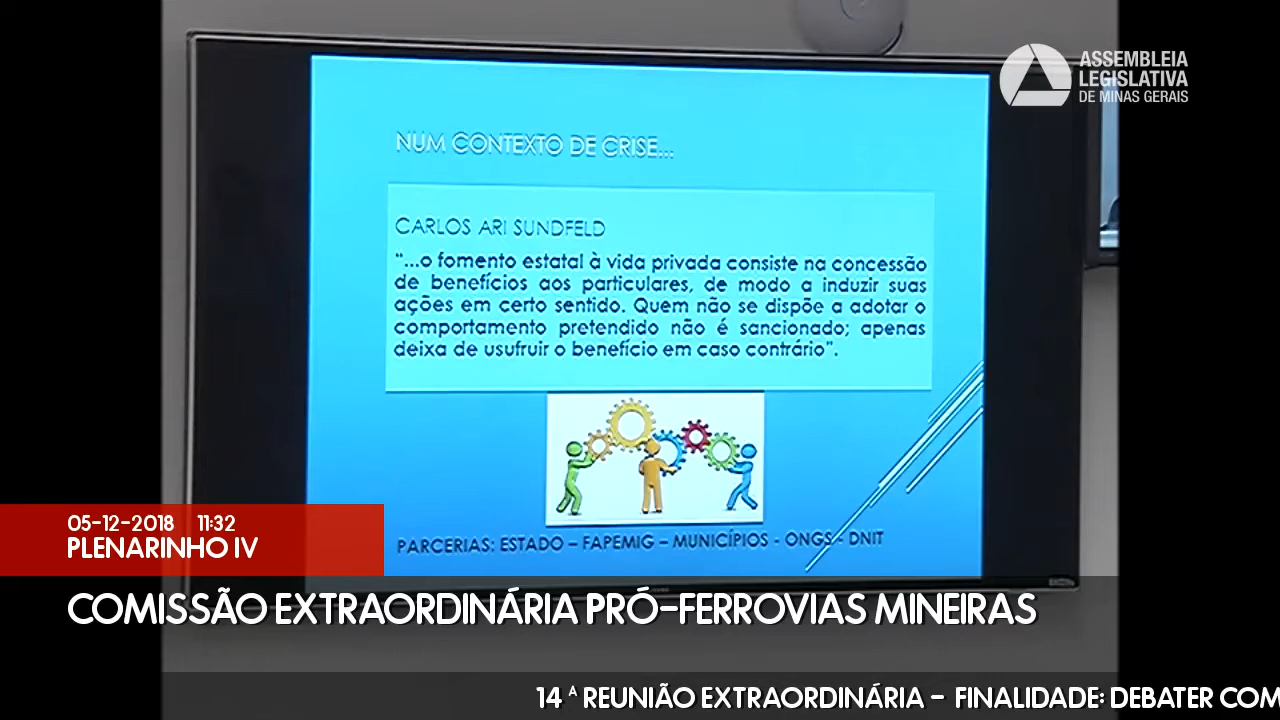 ASSEMBLEIA
LEGISLATIVA
DE MINAS GERAIS
NUM CONTEXTO DE CRISE...
CARLOS ARI SUNDFELD
“...o fomento estatal à vida privada consiste na concessão
de benefícios aos particulares, de modo a induzir suas
ações em certo sentido. Quem não se dispõe a adotar o
comportamento pretendido não é sancionado; apenas
deixa de usufruir o benefício em caso contrário”.
PARCERIAS: ESTADO – FAPEMIG – MUNICÍPIOS - ONGS - DNIT
05-12-2018 11:32
PLENARINHO IV
COMISSÃO EXTRAORDINÁRIA PRÓ-FERROVIAS MINEIRAS
14 ª REUNIÃO EXTRAORDINÁRIA - FINALIDADE: DEBATER COM